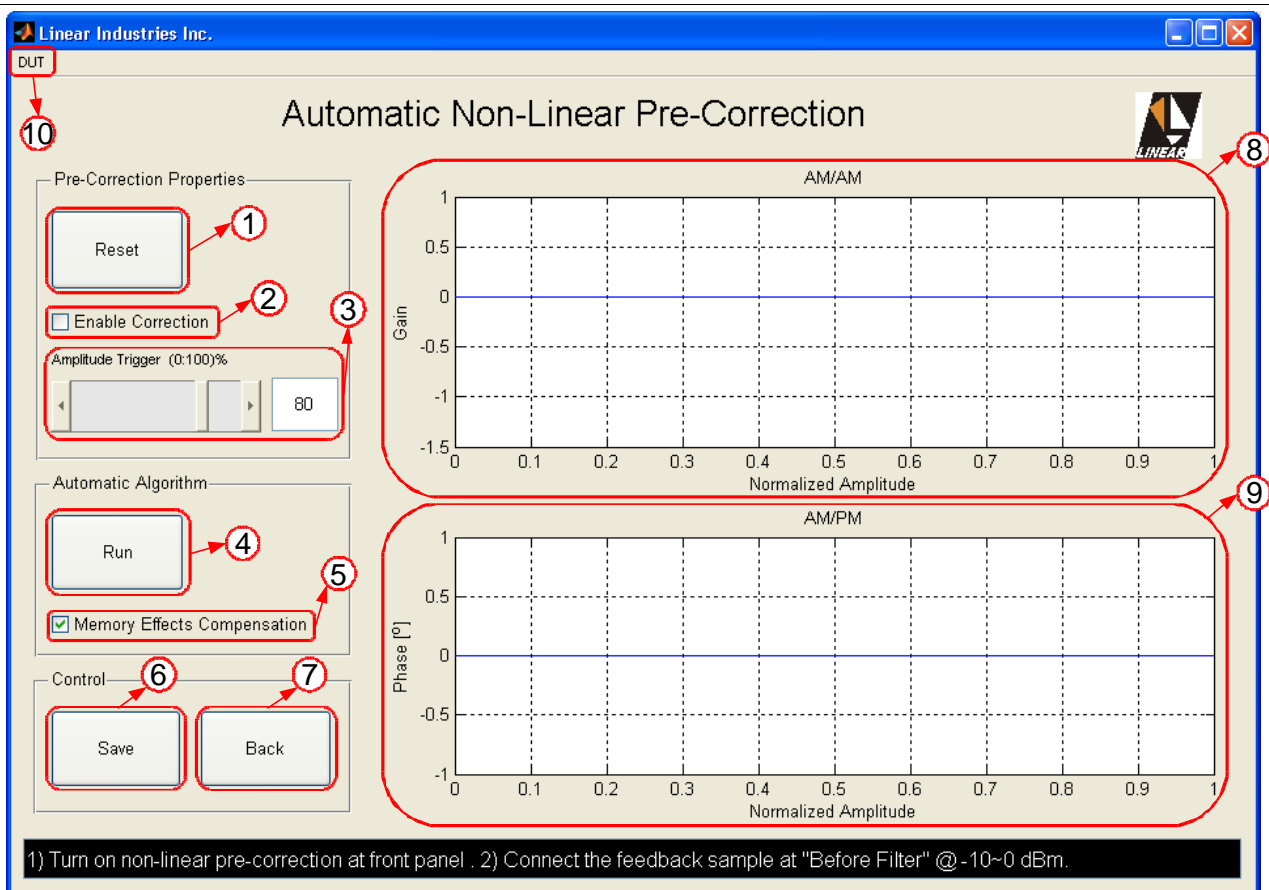 Linear Industries Inc.
DUT
10
Automatic Non-Linear Pre-Correction
LINEAR
8
Pre-Correction Properties
Reset
1
Enable Correction
2
3
Amplitude Trigger (0:100)%
80
Automatic Algorithm
Run
4
5
Memory Effects Compensation
Control
6
7
Save
Back
AM/AM
1
0.5
0
-0.5
-1
-1.5
Gain
0 0.1 0.2 0.3 0.4 0.5 0.6 0.7 0.8 0.9 1
Normalized Amplitude
9
AM/PM
1
0.5
0
-0.5
-1
Phase [º]
0 0.1 0.2 0.3 0.4 0.5 0.6 0.7 0.8 0.9 1
Normalized Amplitude
1) Turn on non-linear pre-correction at front panel . 2) Connect the feedback sample at "Before Filter" @ -10~0 dBm.